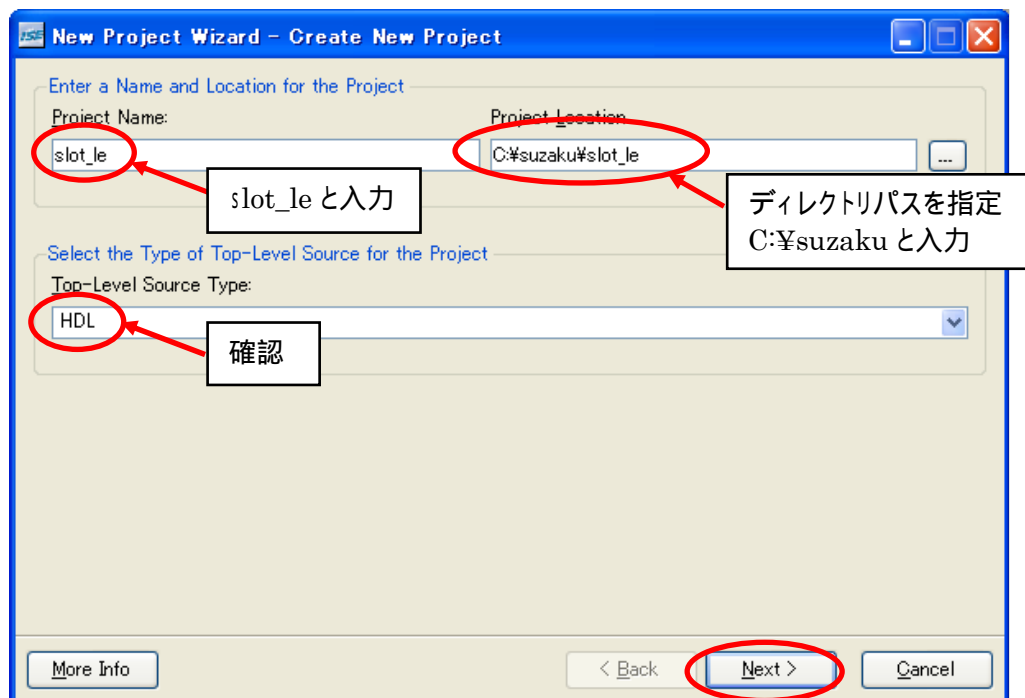 ISE New Project Wizard - Create New Project
Enter a Name and Location for the Project
Project Name:
Project Location
slot_le
C:¥suzaku¥slot_le
...
slot_le と入力
ディレクトリパスを指定
C:¥suzaku と入力
Select the Type of Top-Level Source for the Project
Top-Level Source Type:
HDL
確認
More Info
< Back
Next >
Cancel